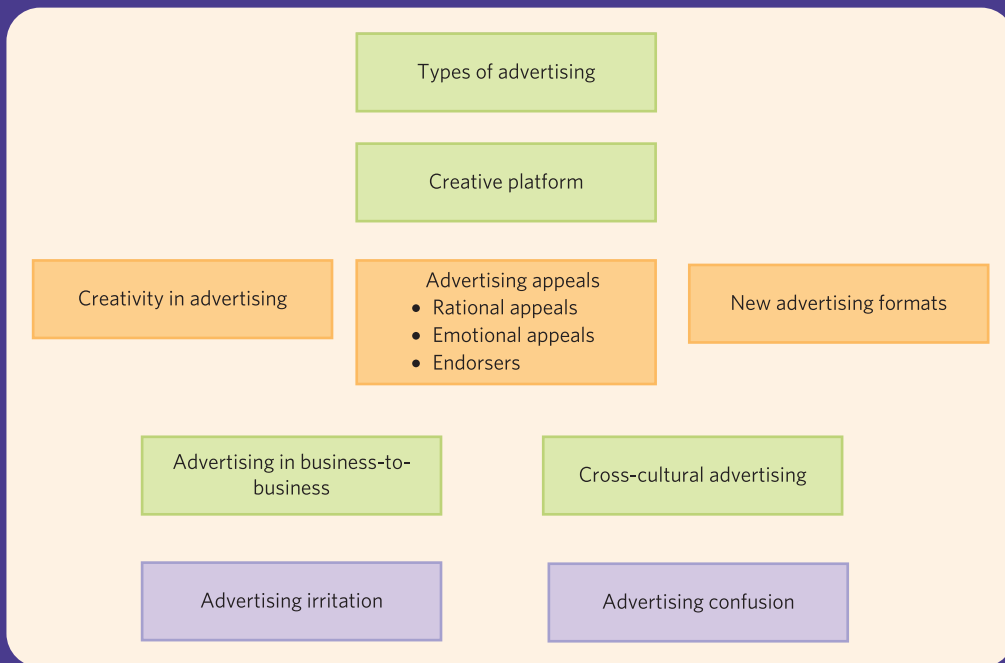 Types of advertising
Creative platform
Creativity in advertising
Advertising appeals
• Rational appeals
• Emotional appeals
• Endorsers
New advertising formats
Advertising in business-to-
business
Cross-cultural advertising
Advertising irritation
Advertising confusion